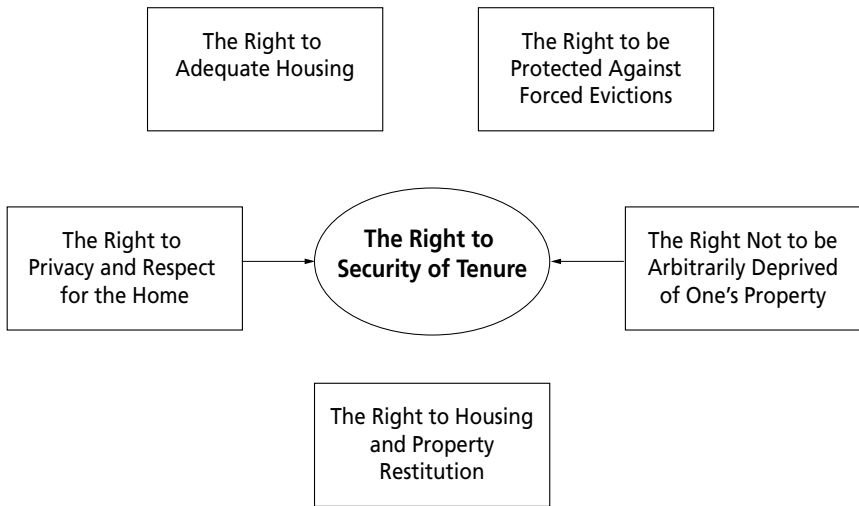 The Right to
Adequate Housing
The Right to be
Protected Against
Forced Evictions
The Right to
Privacy and Respect
for the Home
The Right to
Security of Tenure
The Right Not to be
Arbitrarily Deprived
of One’s Property
The Right to Housing
and Property
Restitution